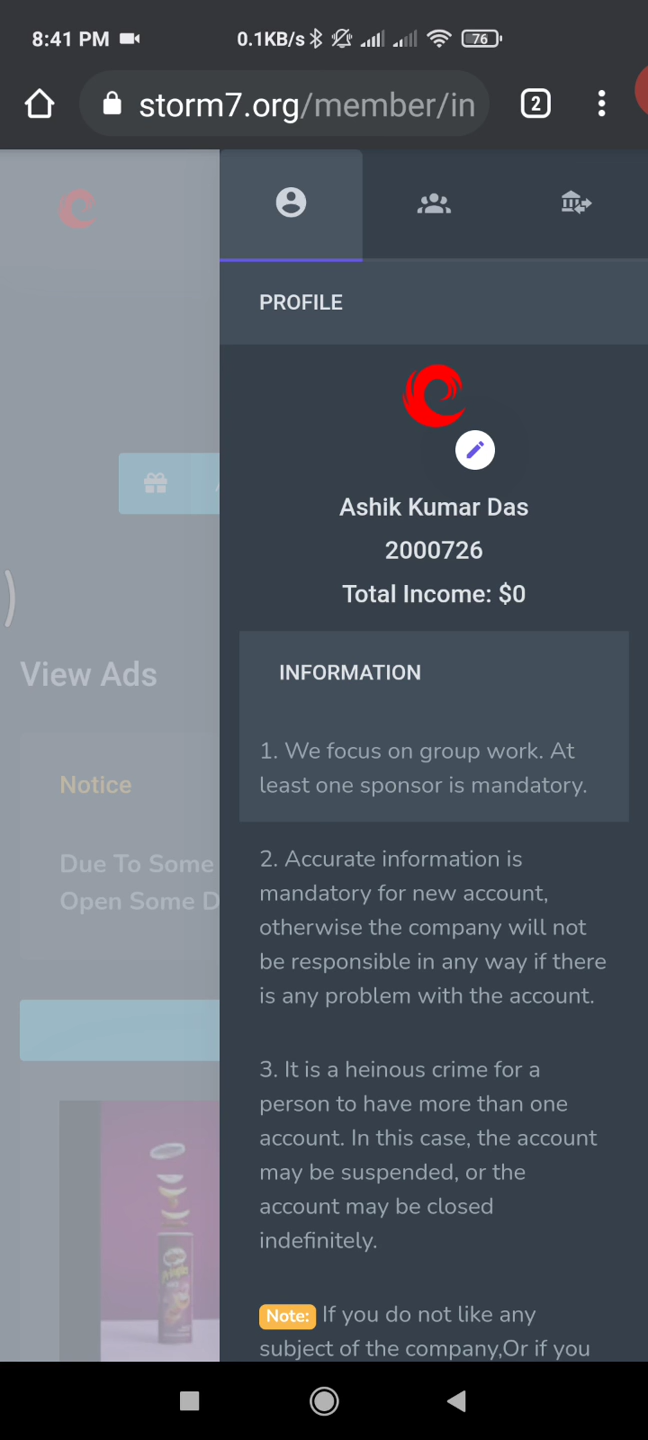 8:41 PM
0.1KB/s
76
storm7.org/member/in
2
PROFILE
Ashik Kumar Das
2000726
Total Income: $0
View Ads
Notice
Due To Some
Open Some D
INFORMATION
1. We focus on group work. At
least one sponsor is mandatory.
2. Accurate information is
mandatory for new account,
otherwise the company will not
be responsible in any way if there
is any problem with the account.
3. It is a heinous crime for a
person to have more than one
account. In this case, the account
may be suspended, or the
account may be closed
indefinitely.
Note: If you do not like any
subject of the company,Or if you